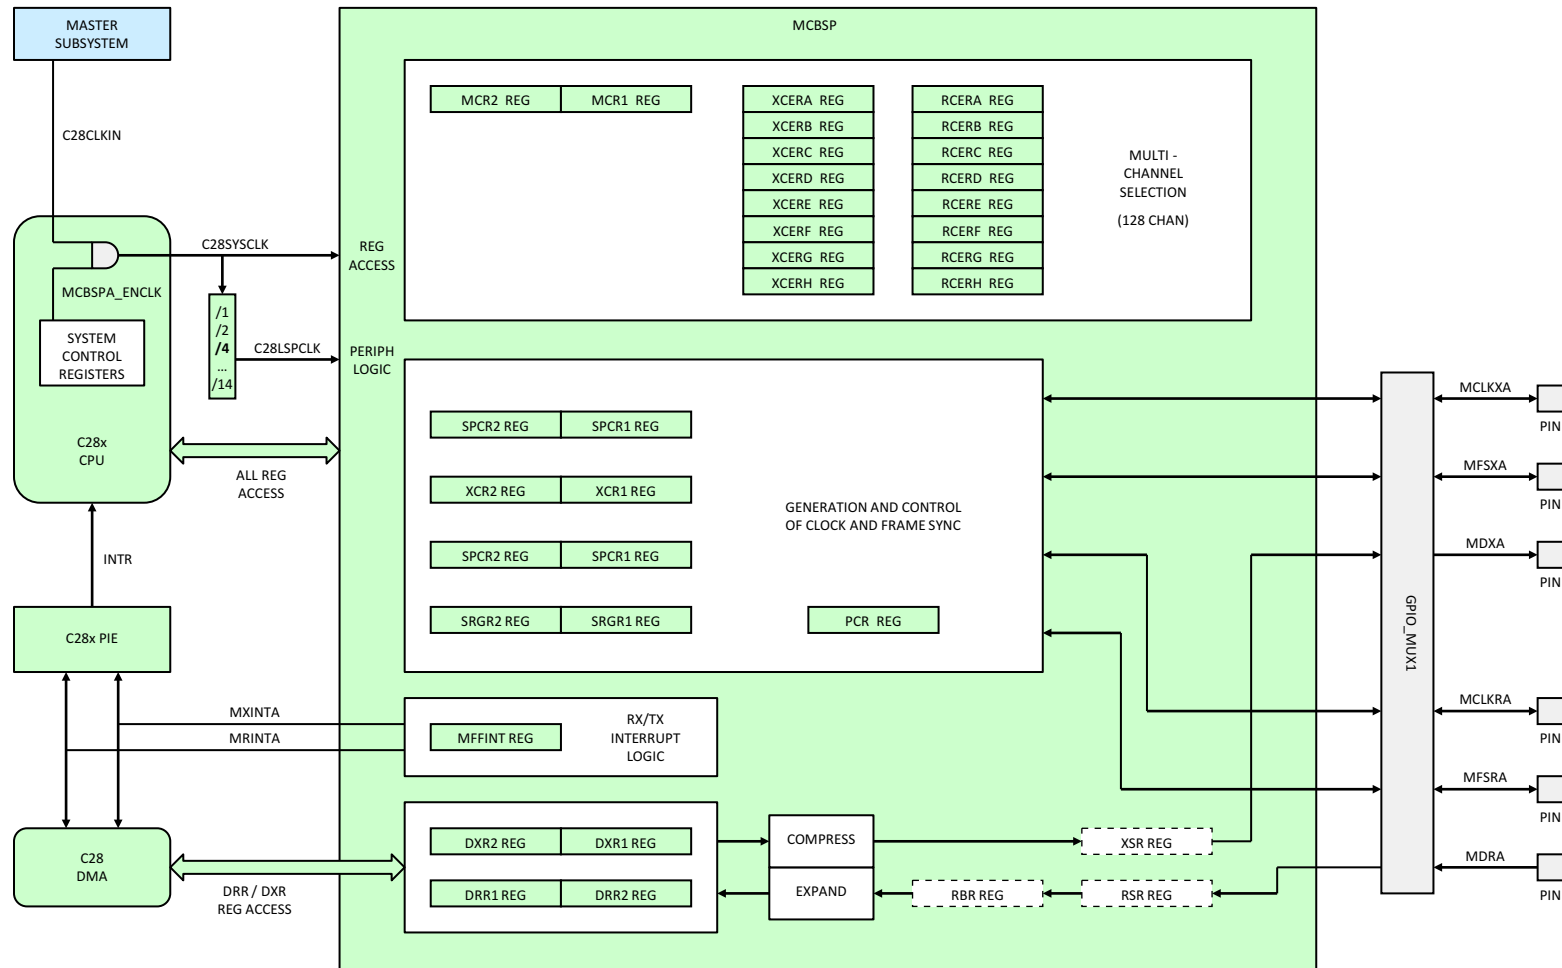 MASTER
SUBSYSTEM
MCBSP
C28CLKIN
MCR2 REG
MCR1 REG
XCERA REG
XCERB REG
XCERC REG
XCERD REG
XCERE REG
XCERF REG
XCERG REG
XCERH REG
RCERA REG
RCERB REG
RCERC REG
RCERD REG
RCERE REG
RCERF REG
RCERG REG
RCERH REG
MULTI -
CHANNEL
SELECTION
(128 CHAN)
C28SYSCLK
REG
ACCESS
MCBSPA_ENCLK
SYSTEM
CONTROL
REGISTERS
/1
/2
/4
...
/14
C28LSPCLK
PERIPH
LOGIC
C28x
CPU
ALL REG
ACCESS
SPCR2 REG
SPCR1 REG
XCR2 REG
XCR1 REG
SPCR2 REG
SPCR1 REG
SRGR2 REG
SRGR1 REG
GENERATION AND CONTROL
OF CLOCK AND FRAME SYNC
PCR REG
INTR
C28x PIE
MXINTA
MRINTA
MFFINT REG
RX/TX
INTERRUPT
LOGIC
C28
DMA
DRR / DXR
REG ACCESS
DXR2 REG
DXR1 REG
DRR1 REG
DRR2 REG
COMPRESS
EXPAND
XSR REG
RBR REG
RSR REG
GPIO_MUX1
MCLKXA
PIN
MFSXA
PIN
MDXA
PIN
MCLKRA
PIN
MFSRA
PIN
MDRA
PIN